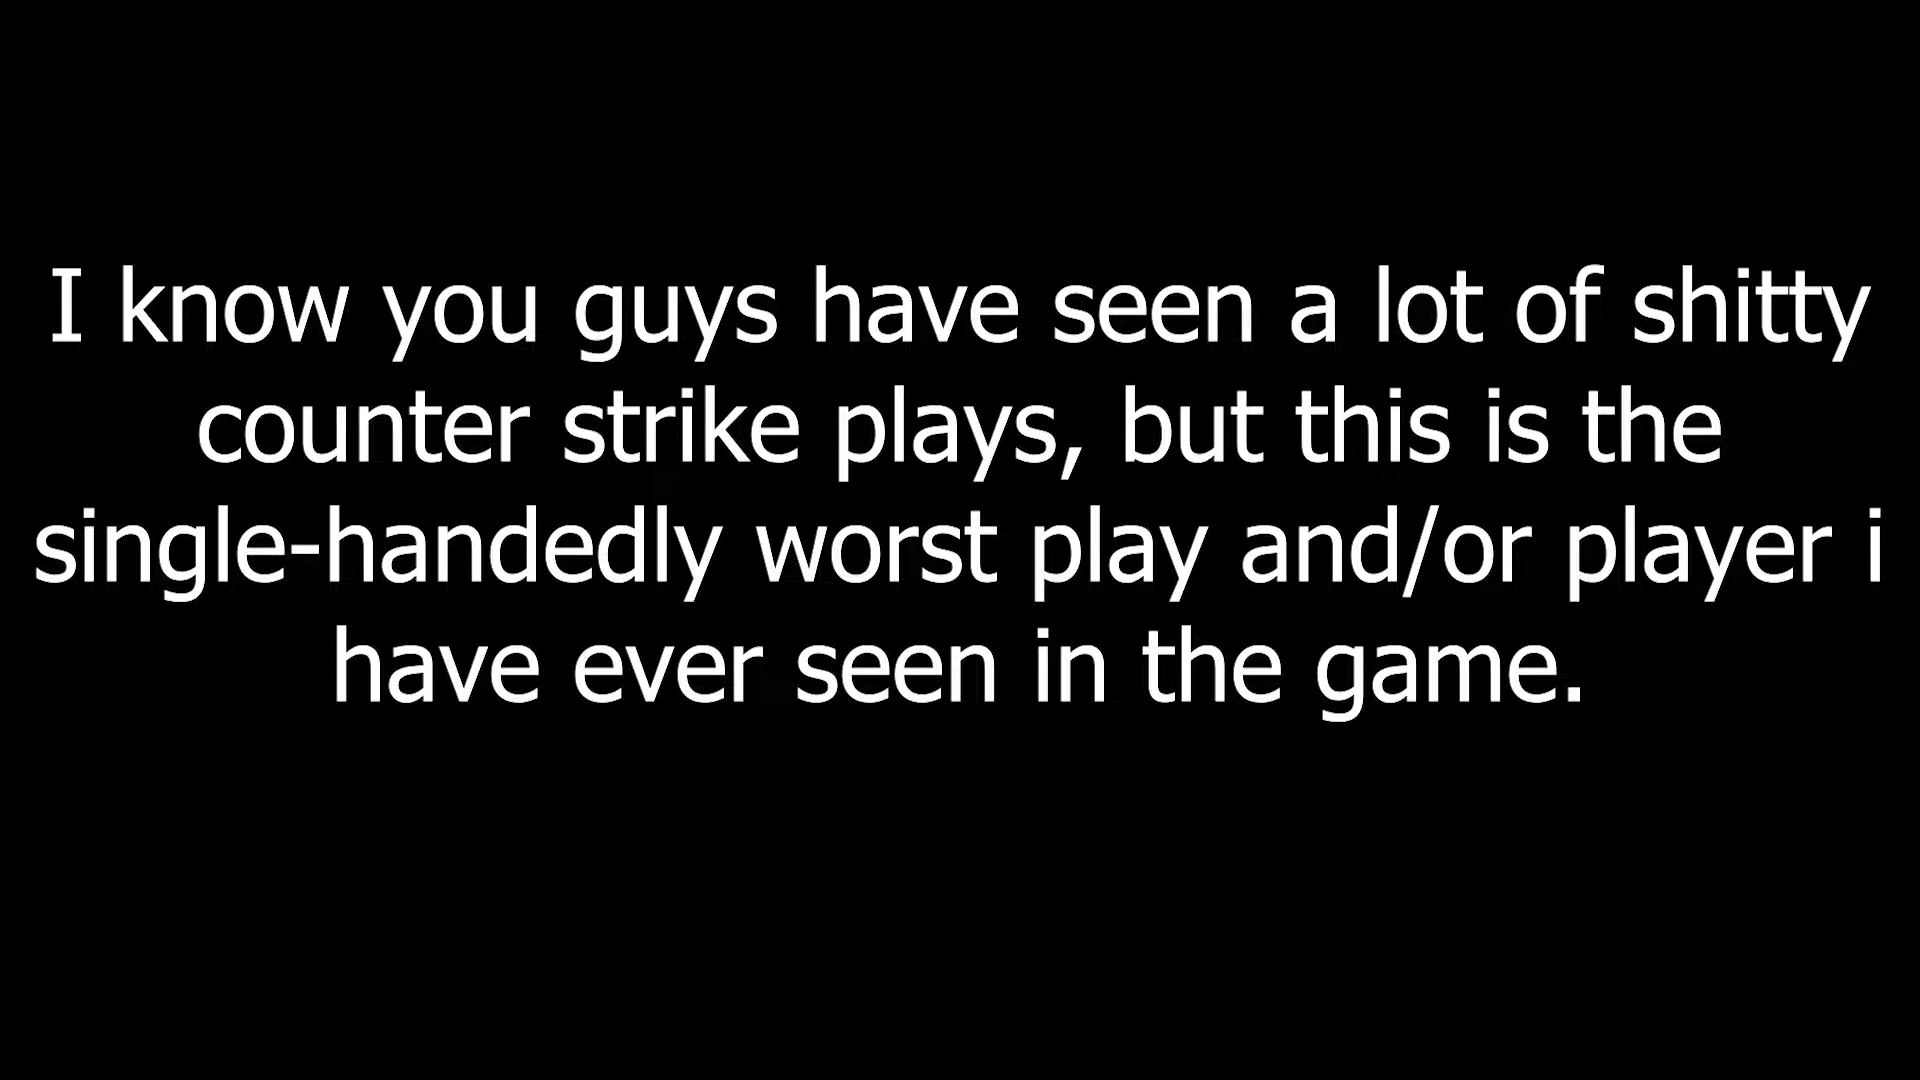 I know you guys have seen a lot of shitty
counter strike plays, but this is the
single-handedly worst play and/or player i
have ever seen in the game.